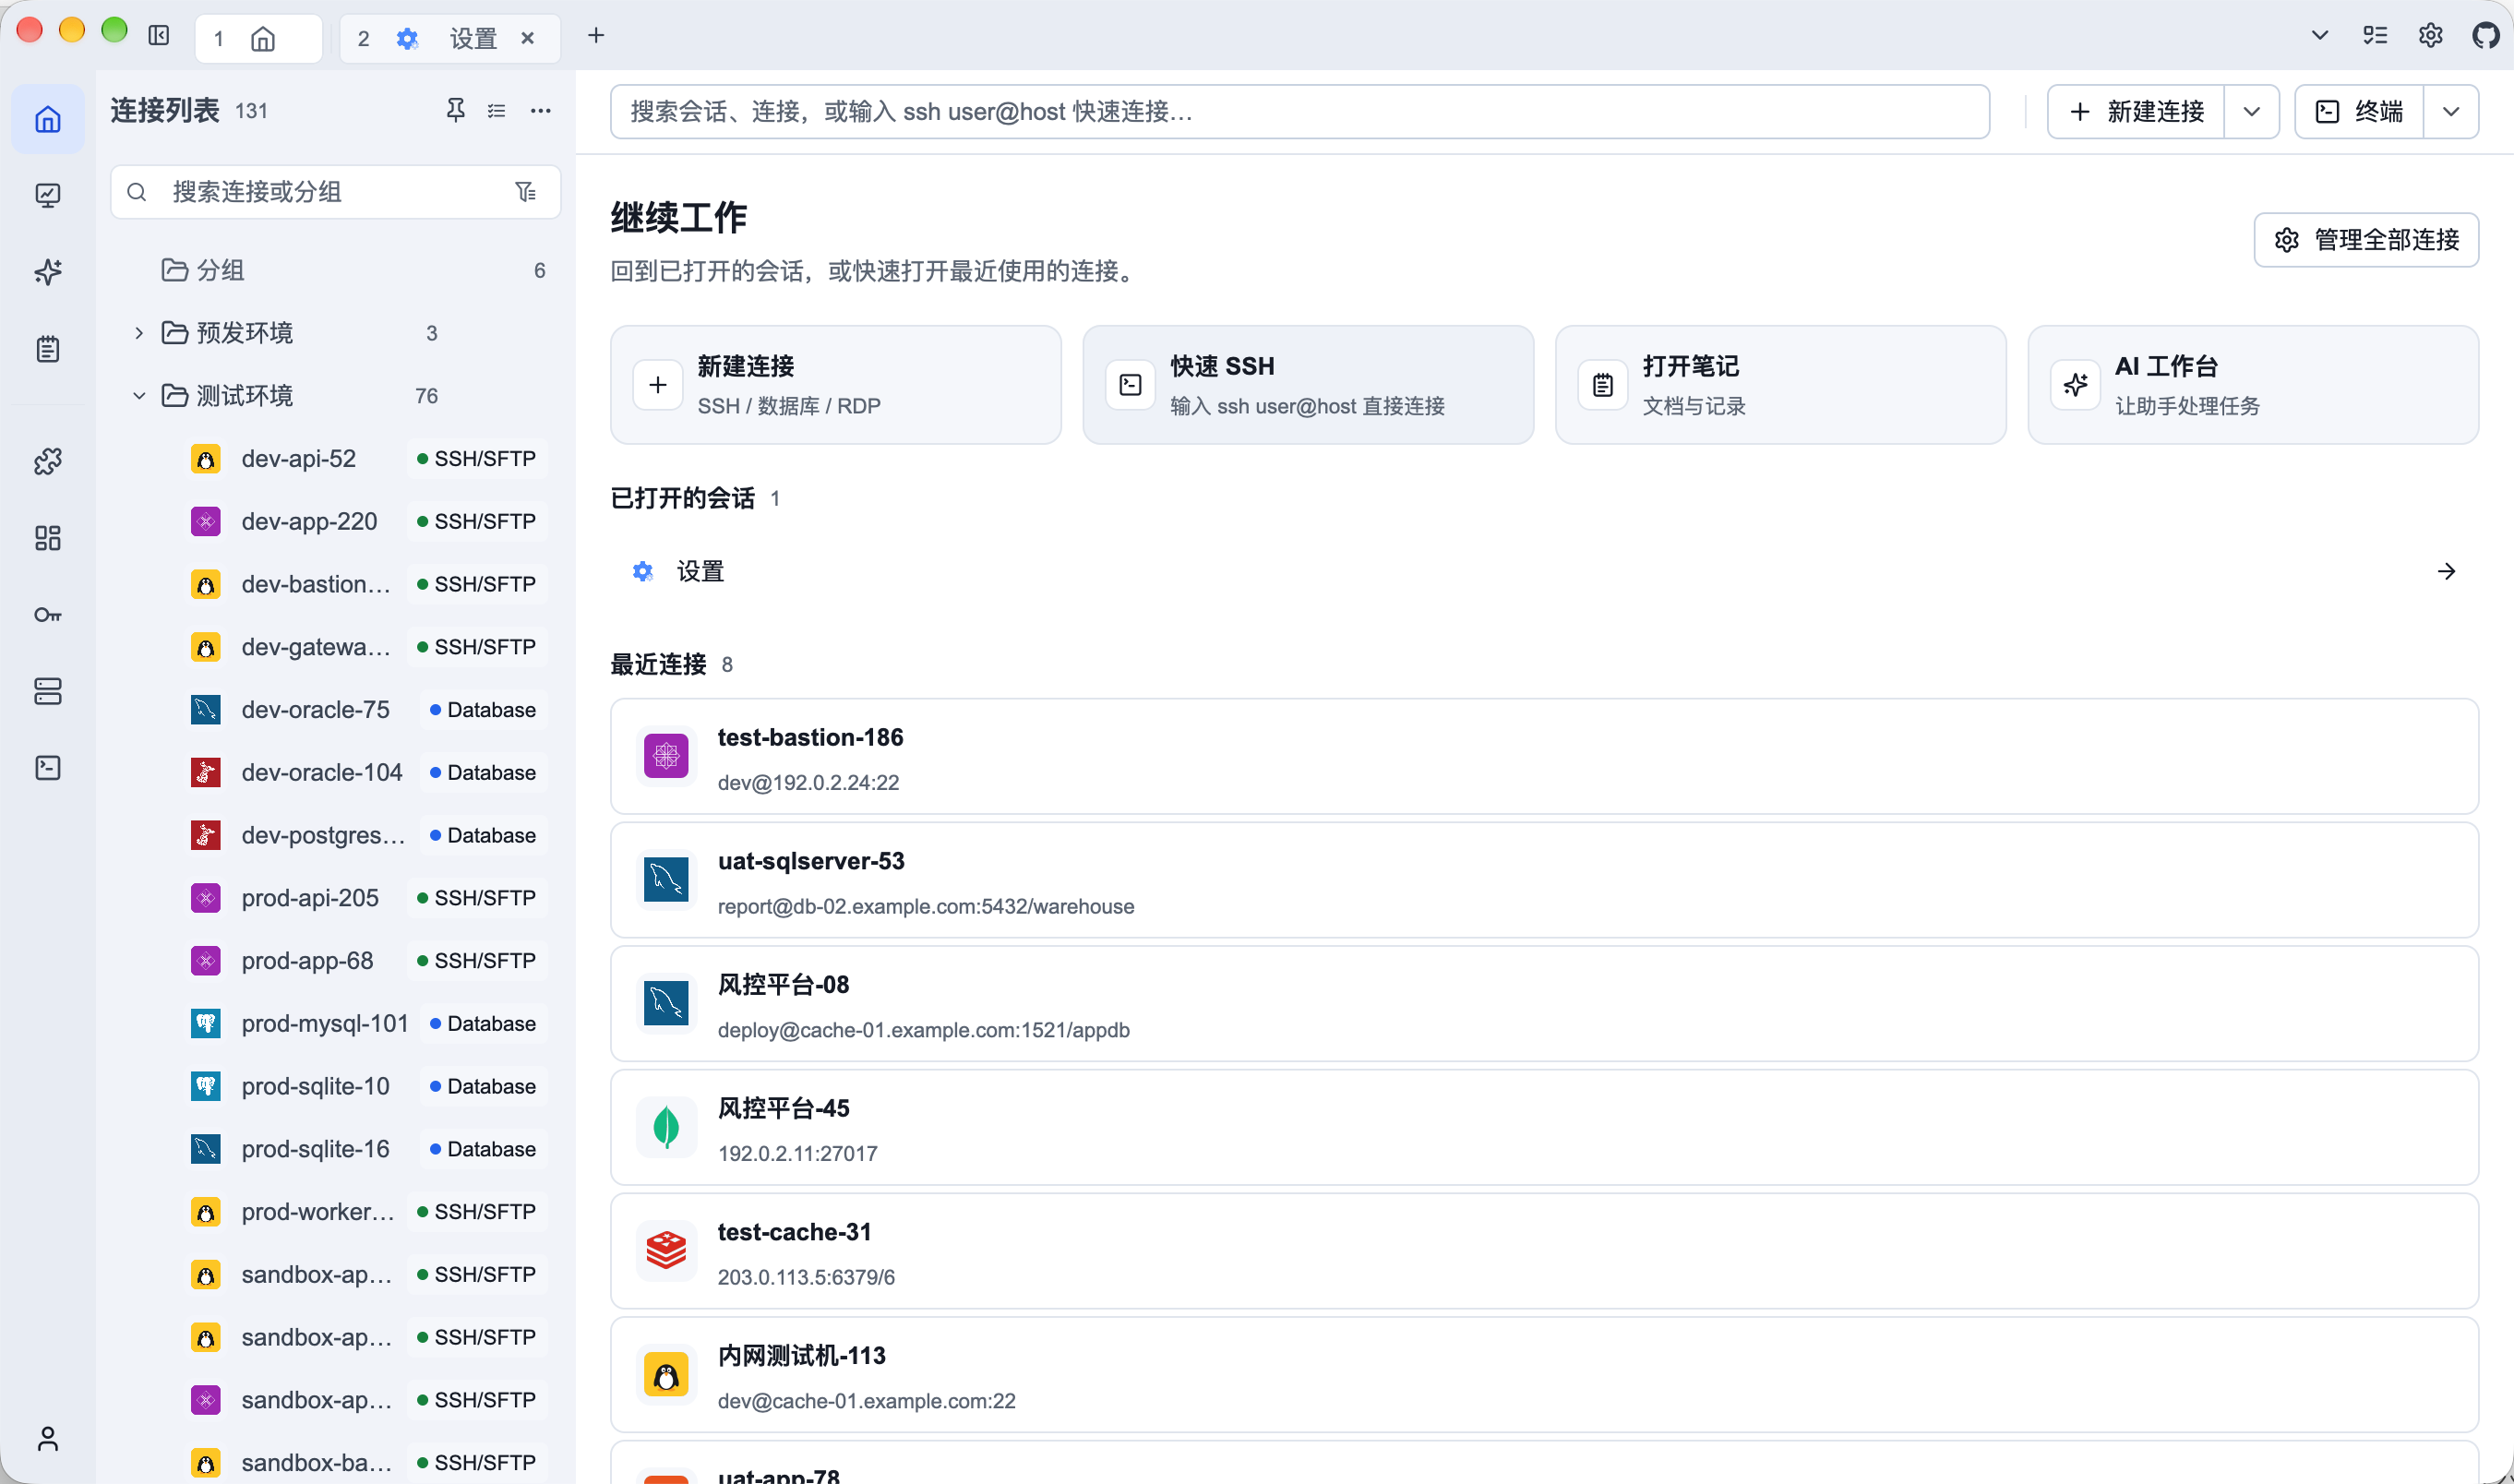 1
2 设置
连接列表 131
搜索连接或分组
分组 6
预发环境 3
测试环境 76
dev-api-52 SSH/SFTP
dev-app-220 SSH/SFTP
dev-bastion… SSH/SFTP
dev-gatewa… SSH/SFTP
dev-oracle-75 Database
dev-oracle-104 Database
dev-postgres… Database
prod-api-205 SSH/SFTP
prod-app-68 SSH/SFTP
prod-mysql-101 Database
prod-sqlite-10 Database
prod-sqlite-16 Database
prod-worker… SSH/SFTP
sandbox-ap… SSH/SFTP
sandbox-ap… SSH/SFTP
sandbox-ap… SSH/SFTP
sandbox-ba… SSH/SFTP
搜索会话、连接，或输入 ssh user@host 快速连接…
新建连接
终端
继续工作
回到已打开的会话，或快速打开最近使用的连接。
管理全部连接
新建连接
SSH / 数据库 / RDP
快速 SSH
输入 ssh user@host 直接连接
打开笔记
文档与记录
AI 工作台
让助手处理任务
已打开的会话 1
设置
最近连接 8
test-bastion-186
dev@192.0.2.24:22
uat-sqlserver-53
report@db-02.example.com:5432/warehouse
风控平台-08
deploy@cache-01.example.com:1521/appdb
风控平台-45
192.0.2.11:27017
test-cache-31
203.0.113.5:6379/6
内网测试机-113
dev@cache-01.example.com:22
uat-app-78